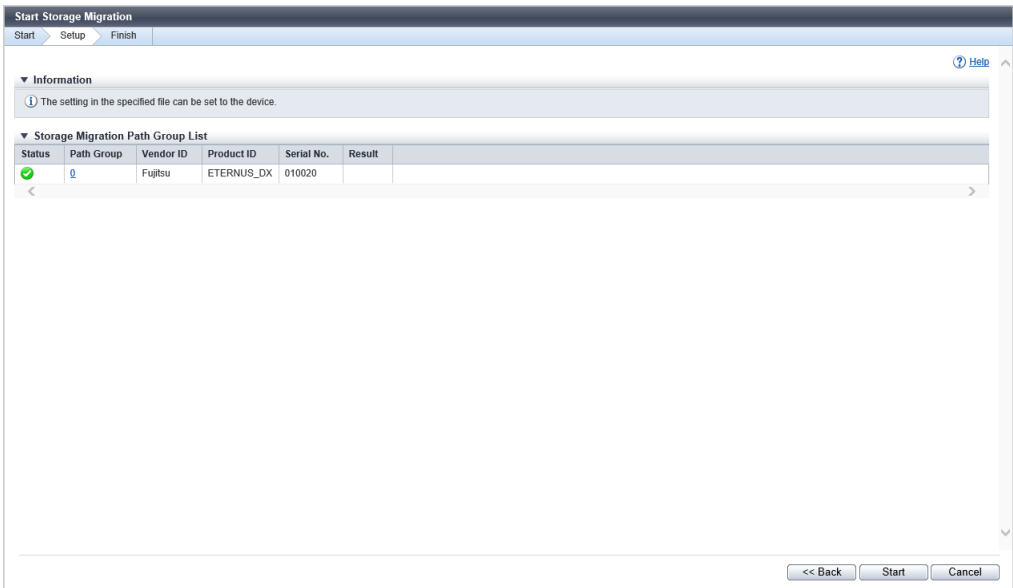 Start Storage Migration
Start Setup Finish
Help
Information
The setting in the specified file can be set to the device.
Storage Migration Path Group List
Status Path Group Vendor ID Product ID Serial No. Result
0 Fujitsu ETERNUS_DX 010020
<< Back Start Cancel